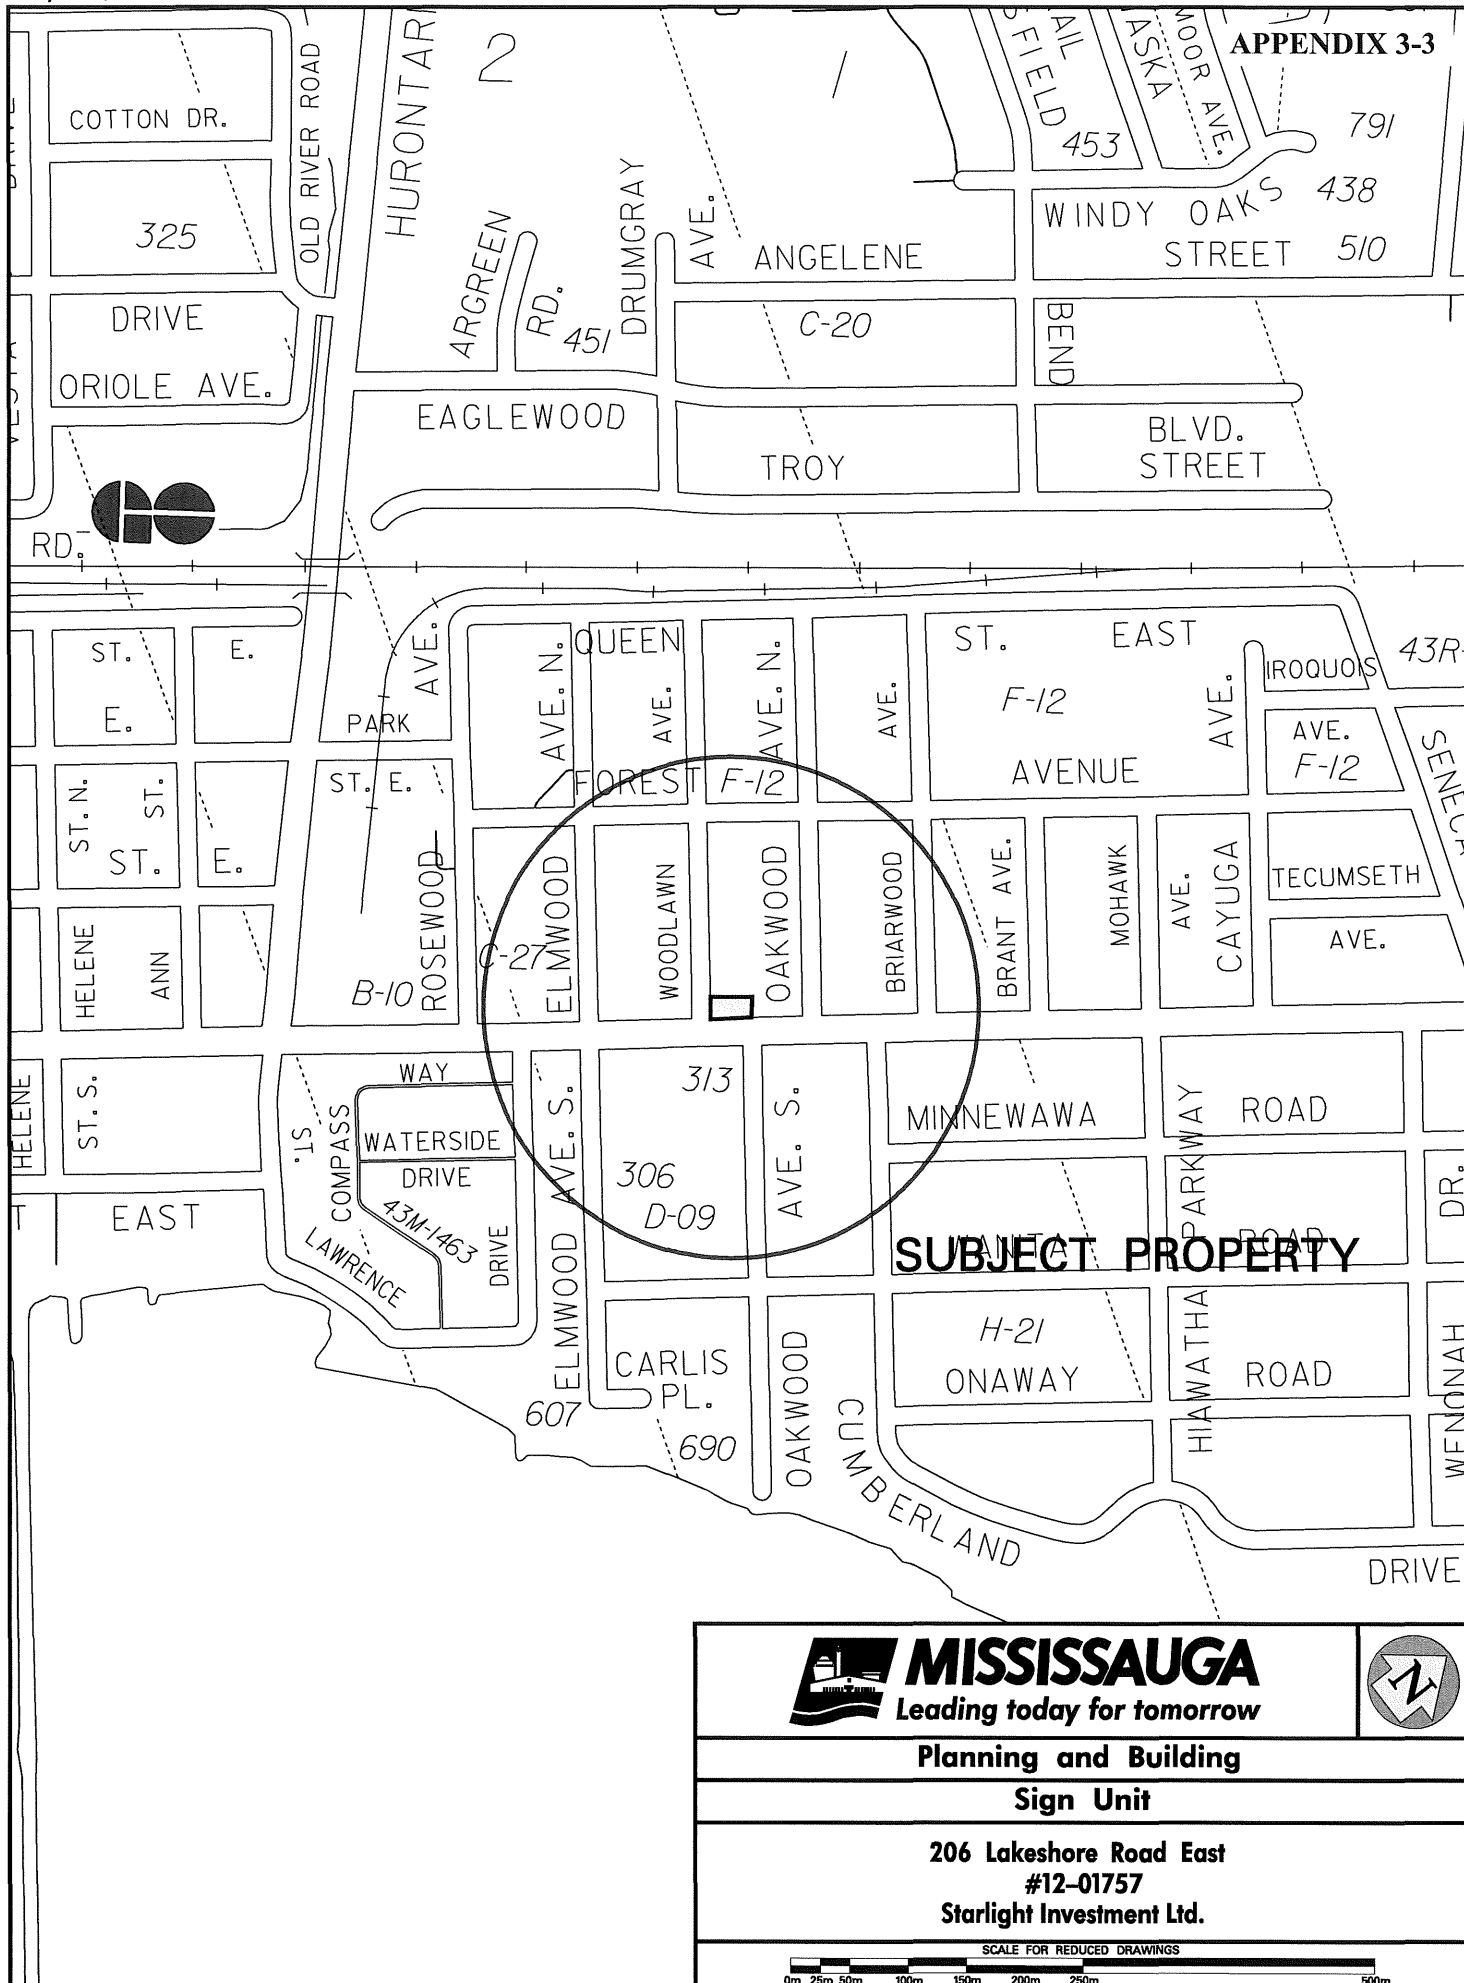 APPENDIX 3-3
2
HURONTAR
OLD RIVER ROAD
COTTON DR.
325
DRIVE
ORIOLE AVE.
RD.
ARGREEN
RD.
451
DRUMGRAY
AVE.
ANGELENE
C-20
FIELD
ASKA
MOOR AVE.
453
791
WINDY OAKS
438
STREET
510
BEND
EAGLEWOOD
BLVD.
TROY
STREET
ST.
E.
E.
AVE.
PARK
ST. E.
QUEEN
ST.
EAST
AVE. N.
AVE.
AVE. N.
AVE.
F-12
AVE.
IROQUOIS
43R-
AVE.
F-12
FOREST
F-12
AVENUE
ST. N.
ST.
ST.
E.
HELENE
ANN
B-10
ROSEWOOD
C-27
ELMWOOD
WOODLAWN
OAKWOOD
BRIARWOOD
BRANT AVE.
MOHAWK
AVE.
CAYUGA
TECUMSETH
AVE.
HELENE
ST. S.
EAST
ST.
WAY
COMPASS
WATERSIDE
DRIVE
43M-1463
DRIVE
LAWRENCE
AVE. S.
ELMWOOD
313
306
D-09
AVE. S.
MINNEWAWA
ROAD
PARKWAY
HIAWATHA
ROAD
SUBJECT PROPERTY
DR.
WENONAH
H-21
ONAWAY
ROAD
CARLIS
PL.
607
690
OAKWOOD
CUMBERLAND
DRIVE
MISSISSAUGA
Leading today for tomorrow
N
Planning and Building
Sign Unit
206 Lakeshore Road East
#12-01757
Starlight Investment Ltd.
SCALE FOR REDUCED DRAWINGS
0m 25m 50m 100m 150m 200m 250m 500m